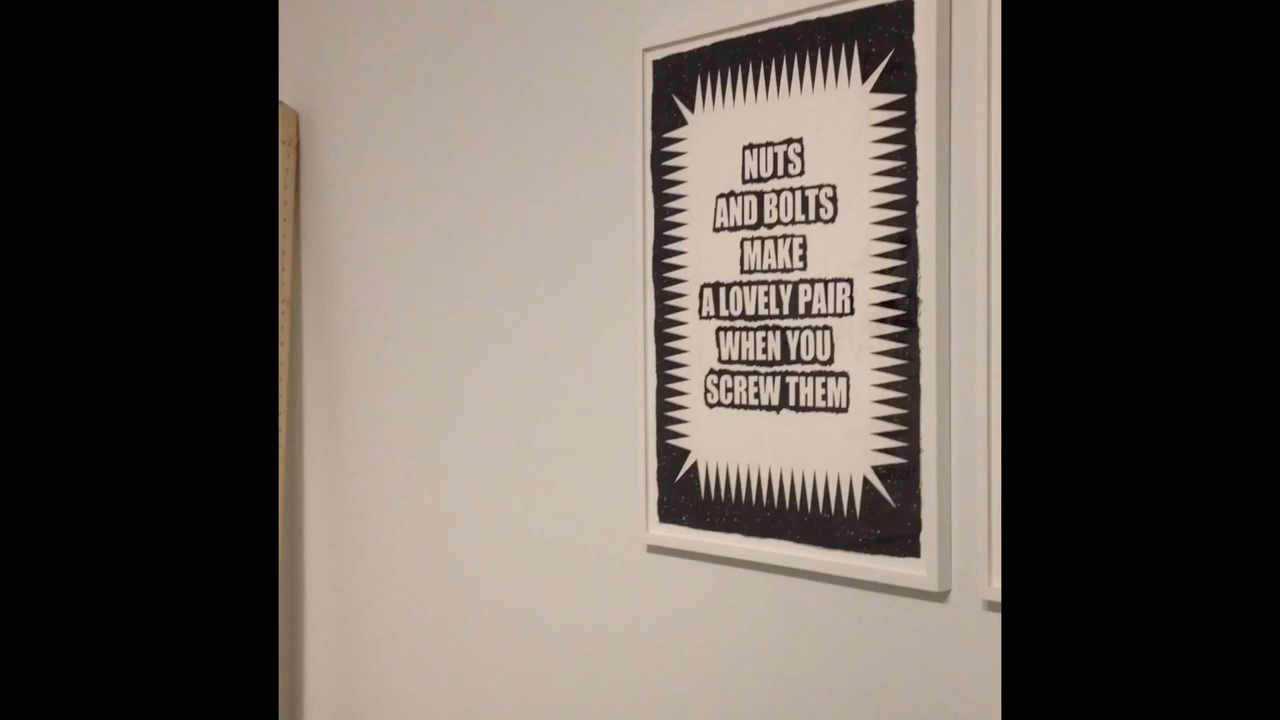 NUTS
AND BOLTS
MAKE
A LOVELY PAIR
WHEN YOU
SCREW THEM